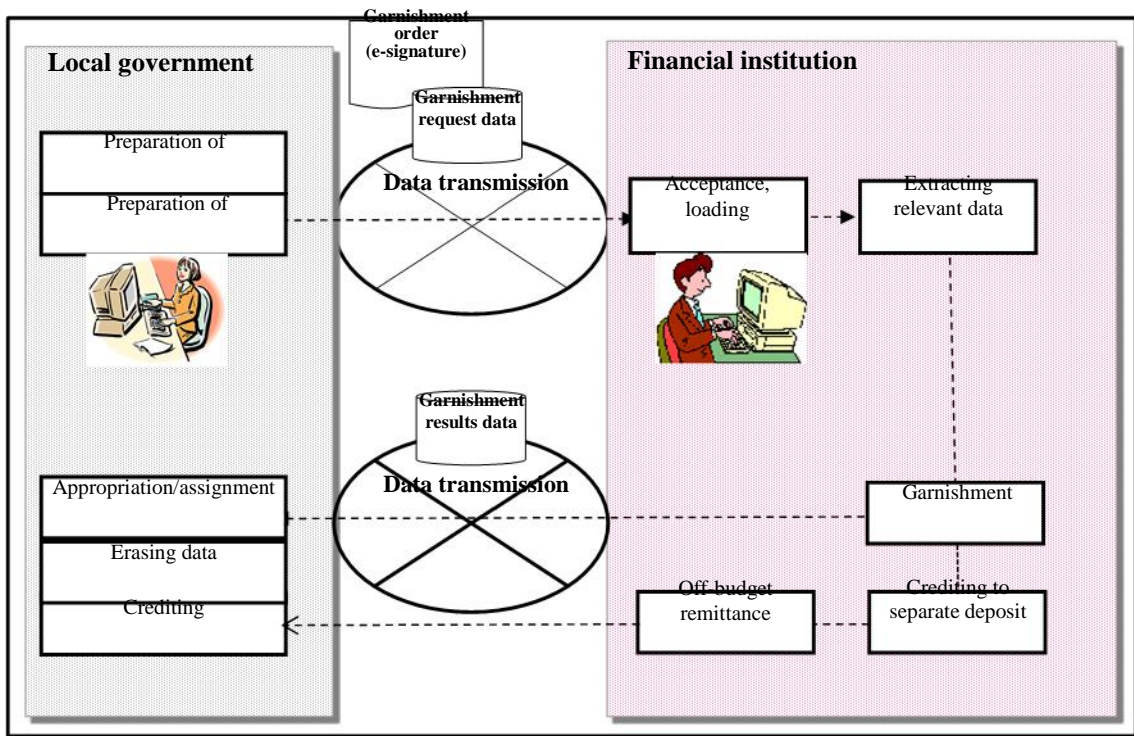 Garnishment
order
(e-signature)
Local government
Financial institution
Garnishment
request data
Preparation of
Preparation of
Data transmission
Acceptance,
loading
Extracting
relevant data
Garnishment
results data
Data transmission
Appropriation/assignment
Garnishment
Erasing data
Crediting
Off-budget
remittance
Crediting to
separate deposit